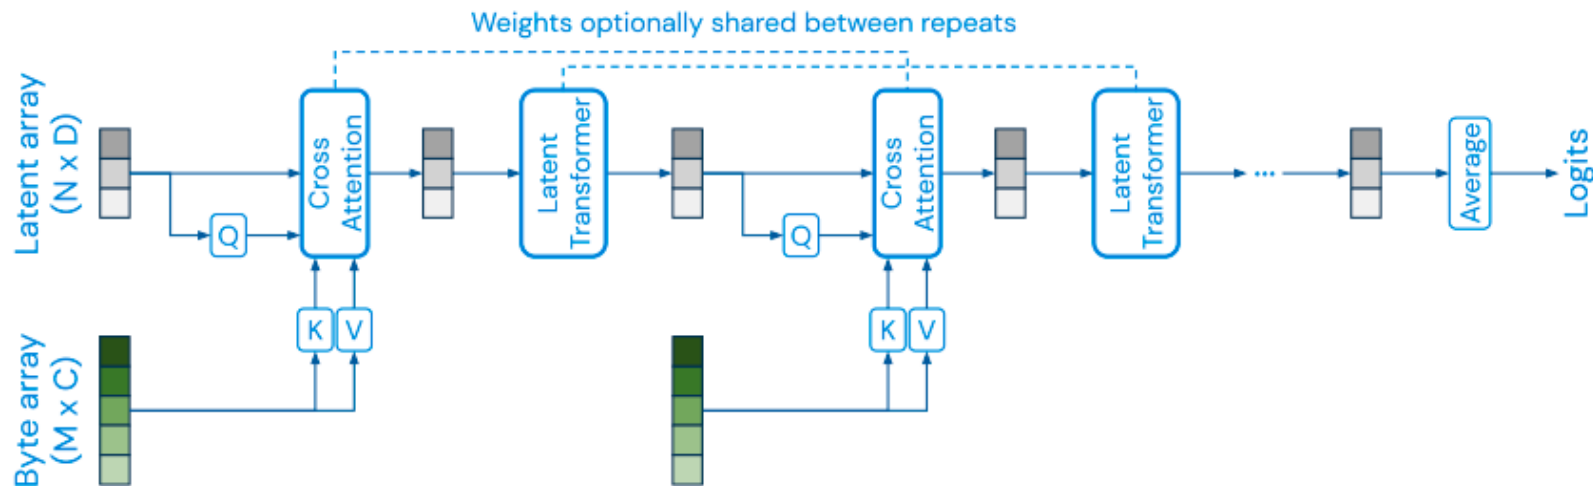 Weights optionally shared between repeats
Latent array
(N x D)
Q
Cross
Attention
Latent
Transformer
Q
Cross
Attention
Latent
Transformer
...
Average
Logits
Byte array
(M x C)
K
V
K
V